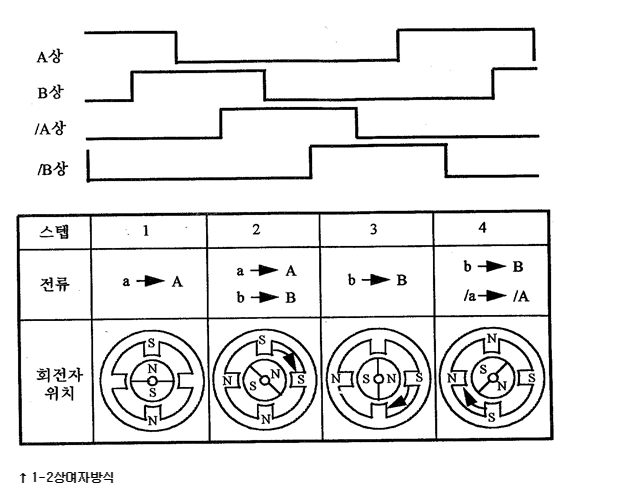 A상
B상
/A상
/B상
스텝 1 2 3 4
전류 a → A a → A b → B b → B
b → B /a → /A
회전자
위치
S N S N
S N S N S N
N S N S
N S N S N S
↑ 1-2상여자방식